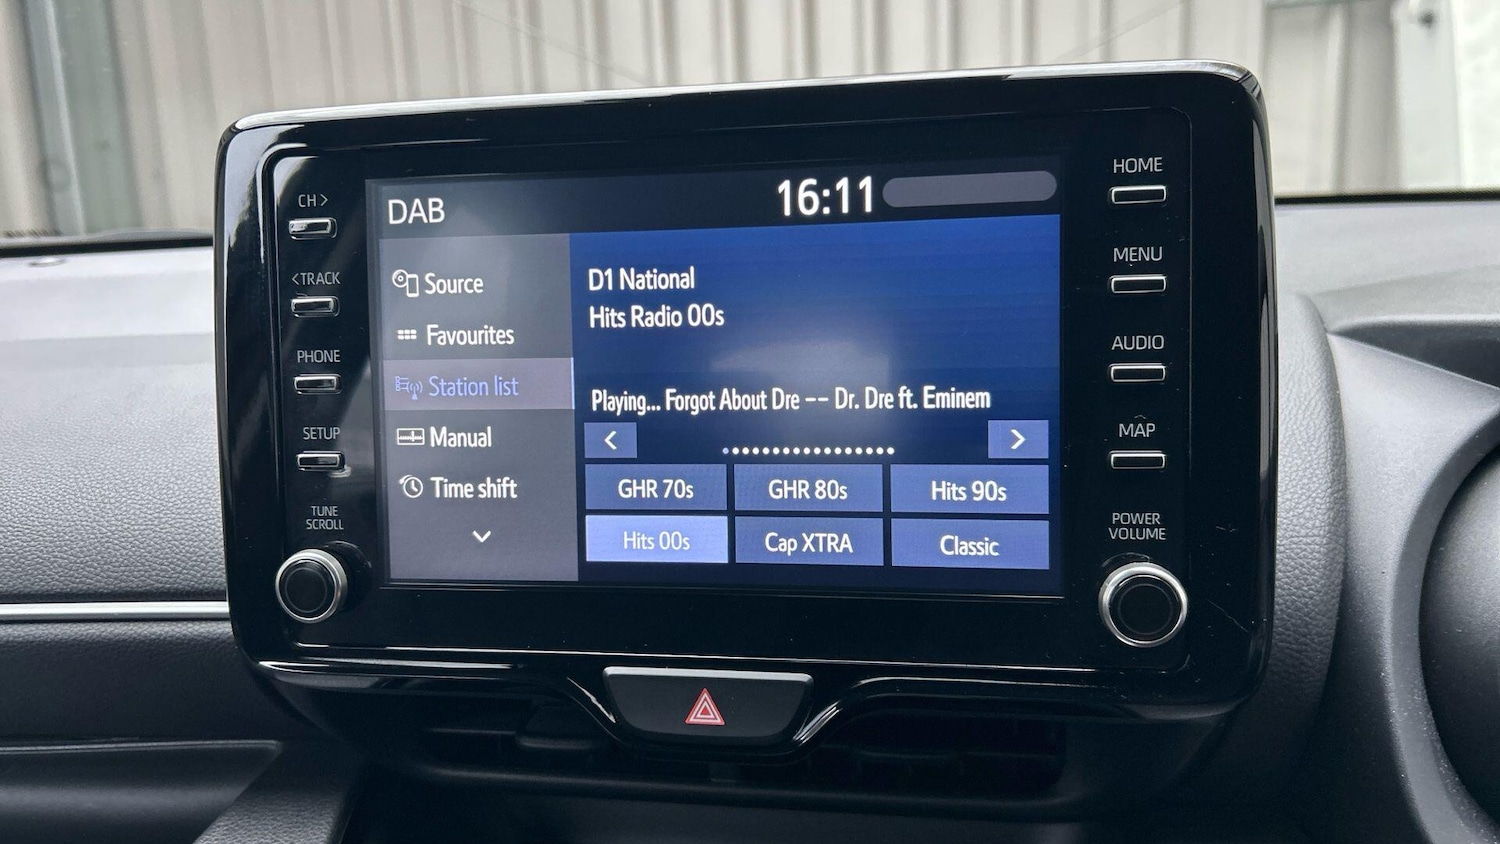 CH >
< TRACK
PHONE
SETUP
TUNE
SCROLL
DAB
16:11
Source
Favourites
Station list
Manual
Time shift
D1 National
Hits Radio 00s
Playing... Forgot About Dre -- Dr. Dre ft. Eminem
< >
GHR 70s GHR 80s Hits 90s
Hits 00s Cap XTRA Classic
HOME
MENU
AUDIO
MAP
POWER
VOLUME